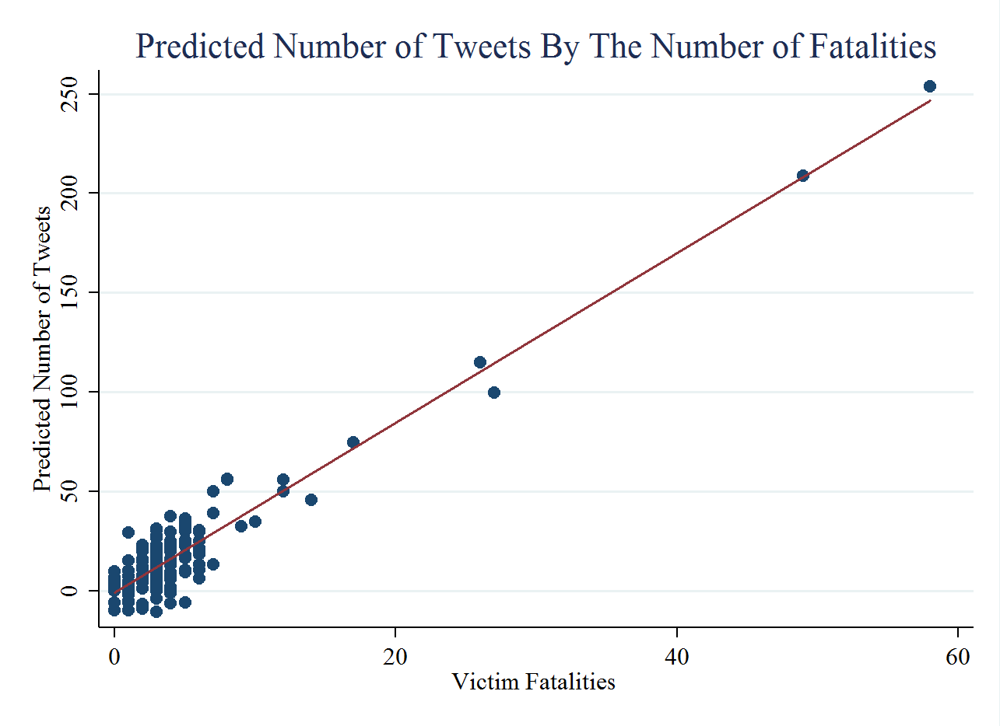 Predicted Number of Tweets By The Number of Fatalities
Predicted Number of Tweets
250
200
150
100
50
0
0 20 40 60
Victim Fatalities